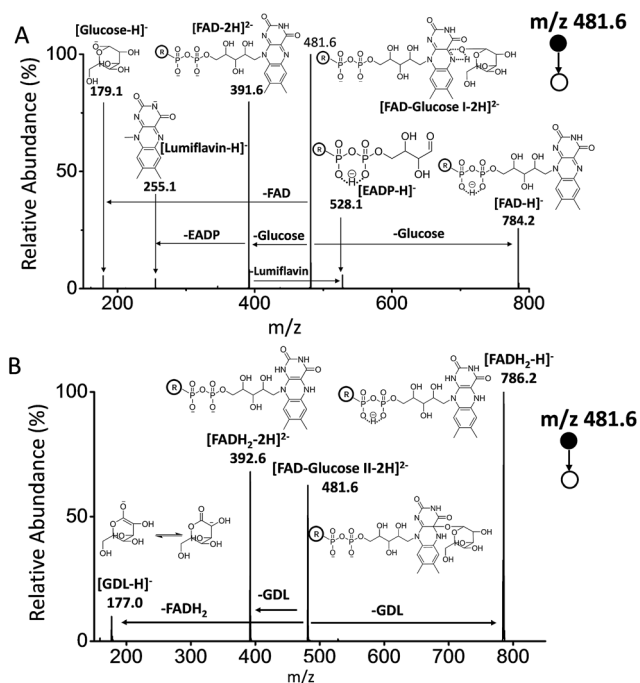 A
m/z 481.6
[Glucose-H]⁻
179.1
[FAD-2H]²⁻
391.6
481.6
[FAD-Glucose I-2H]²⁻
[Lumiflavin-H]⁻
255.1
[EADP-H]⁻
528.1
[FAD-H]⁻
784.2
-FAD
-EADP
-Glucose
-Glucose
-Lumiflavin
Relative Abundance (%)
100
50
0
200
400
600
800
m/z
B
m/z 481.6
[FADH₂-H]⁻
786.2
[FADH₂-2H]²⁻
392.6
[FAD-Glucose II-2H]²⁻
481.6
[GDL-H]⁻
177.0
-FADH₂
-GDL
-GDL
Relative Abundance (%)
100
50
0
200
300
400
500
600
700
800
m/z